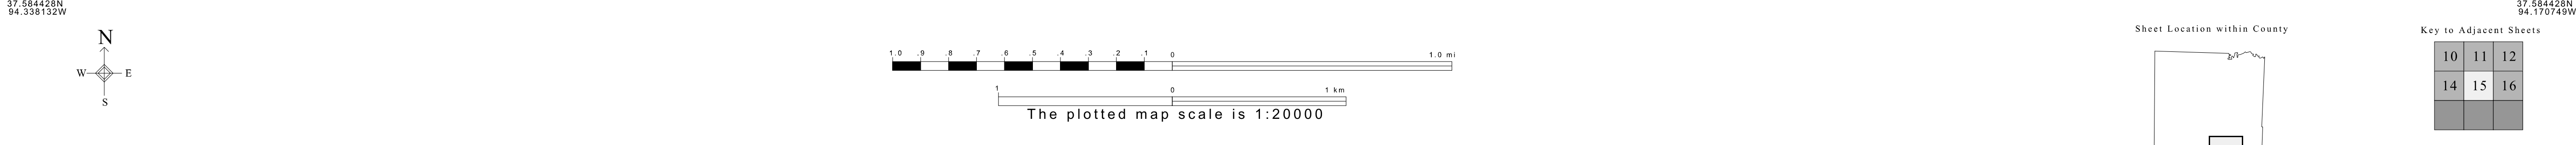 37.584428N
94.338132W
37.584428N
94.170749W
N
W E
S
1.0 .9 .8 .7 .6 .5 .4 .3 .2 .1 0 1.0 mi
1 0 1 km
The plotted map scale is 1:20000
Sheet Location within County
Key to Adjacent Sheets
10 11 12
14 15 16